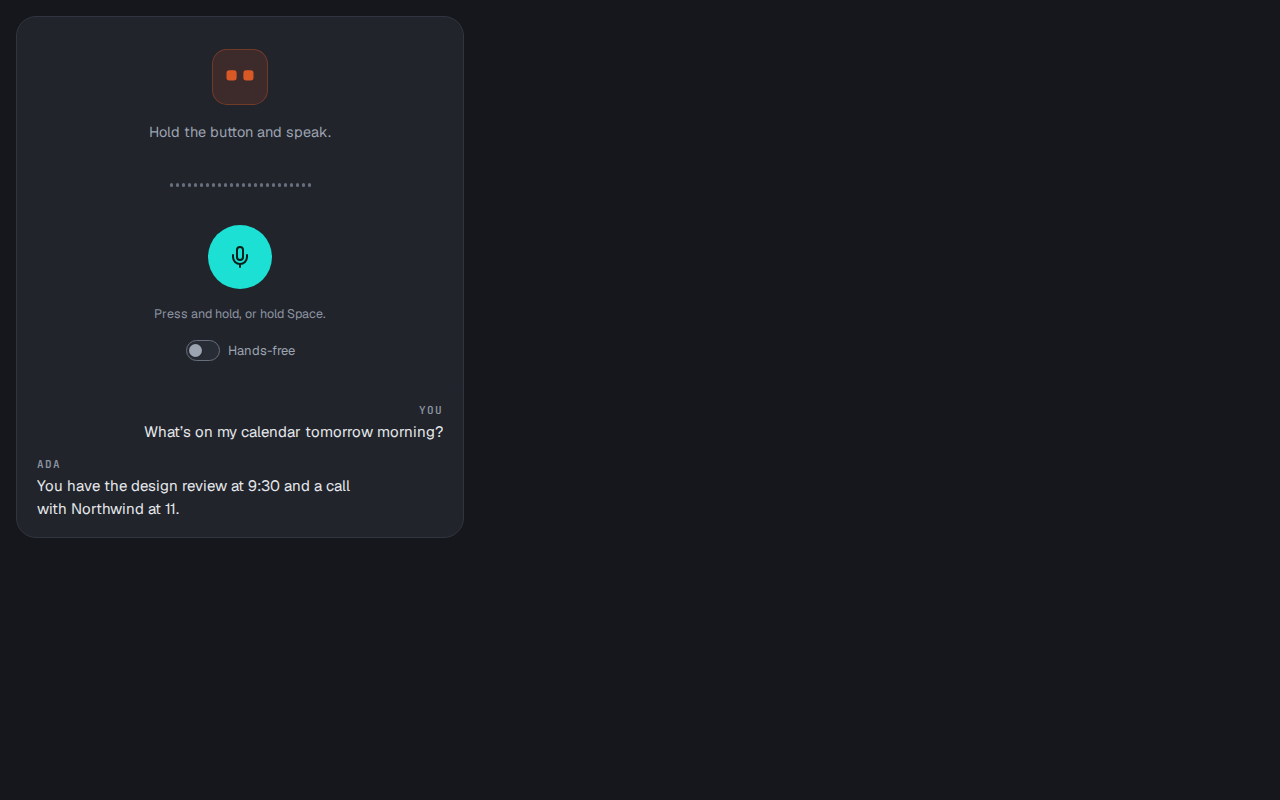 Hold the button and speak.
Press and hold, or hold Space.
Hands-free
YOU
What's on my calendar tomorrow morning?
ADA
You have the design review at 9:30 and a call
with Northwind at 11.